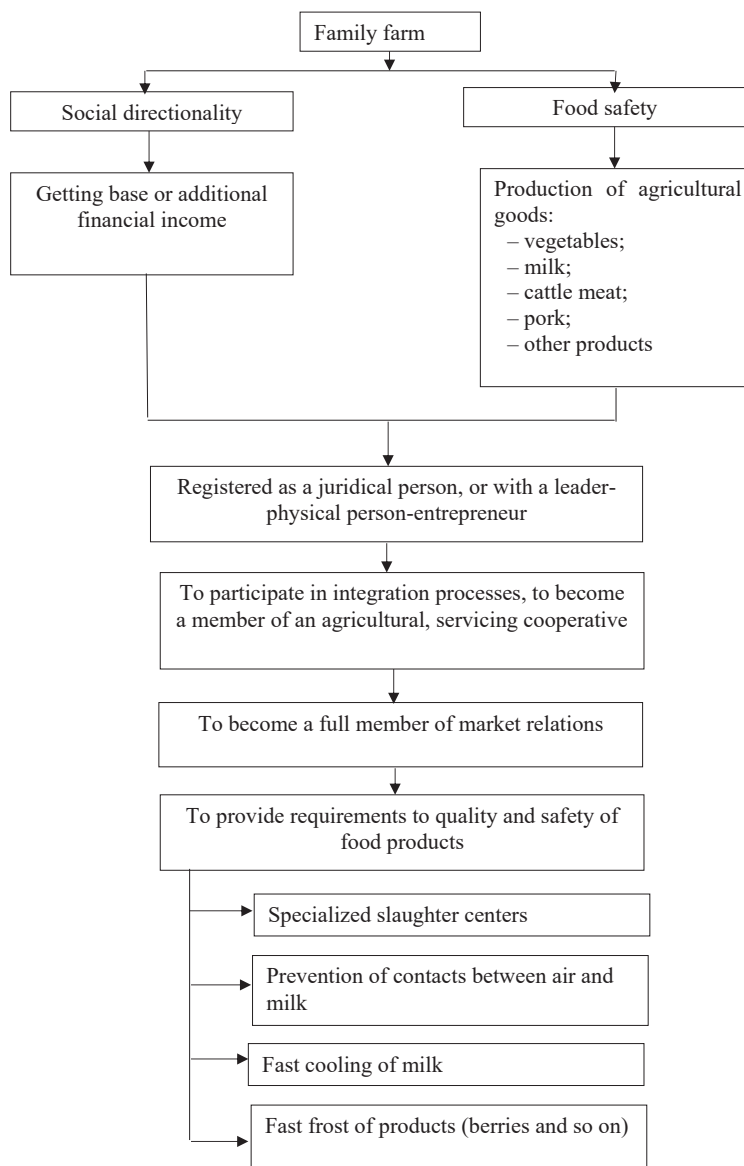 Family farm
Social directionality
Food safety
Getting base or additional
financial income
Production of agricultural
goods:
– vegetables;
– milk;
– cattle meat;
– pork;
– other products
Registered as a juridical person, or with a leader-
physical person-entrepreneur
To participate in integration processes, to become
a member of an agricultural, servicing cooperative
To become a full member of market relations
To provide requirements to quality and safety of
food products
Specialized slaughter centers
Prevention of contacts between air and
milk
Fast cooling of milk
Fast frost of products (berries and so on)